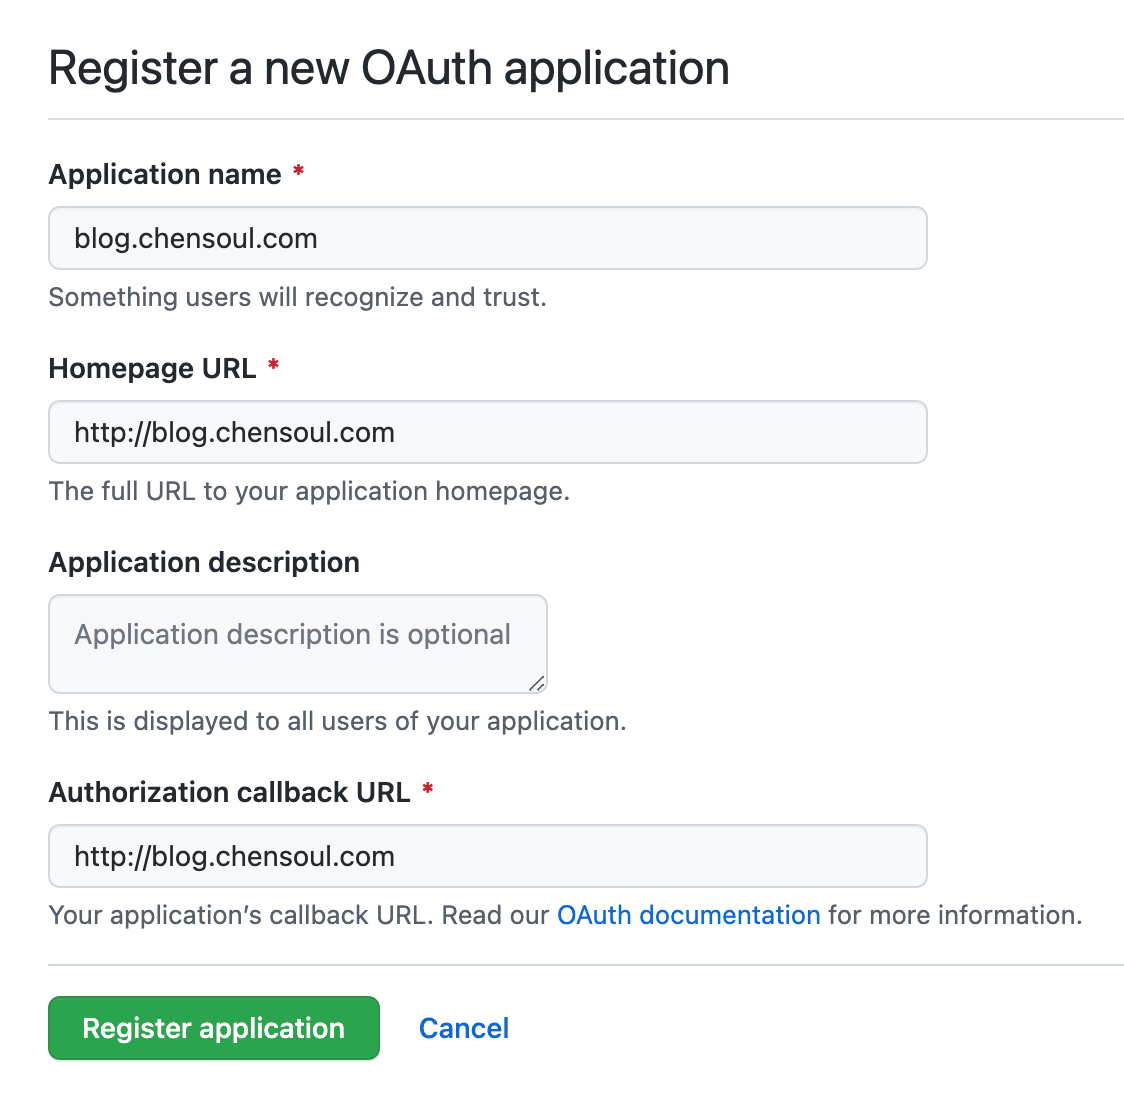 Register a new OAuth application
Application name *
blog.chensoul.com
Something users will recognize and trust.
Homepage URL *
http://blog.chensoul.com
The full URL to your application homepage.
Application description
Application description is optional
This is displayed to all users of your application.
Authorization callback URL *
http://blog.chensoul.com
Your application’s callback URL. Read our OAuth documentation for more information.
Register application Cancel